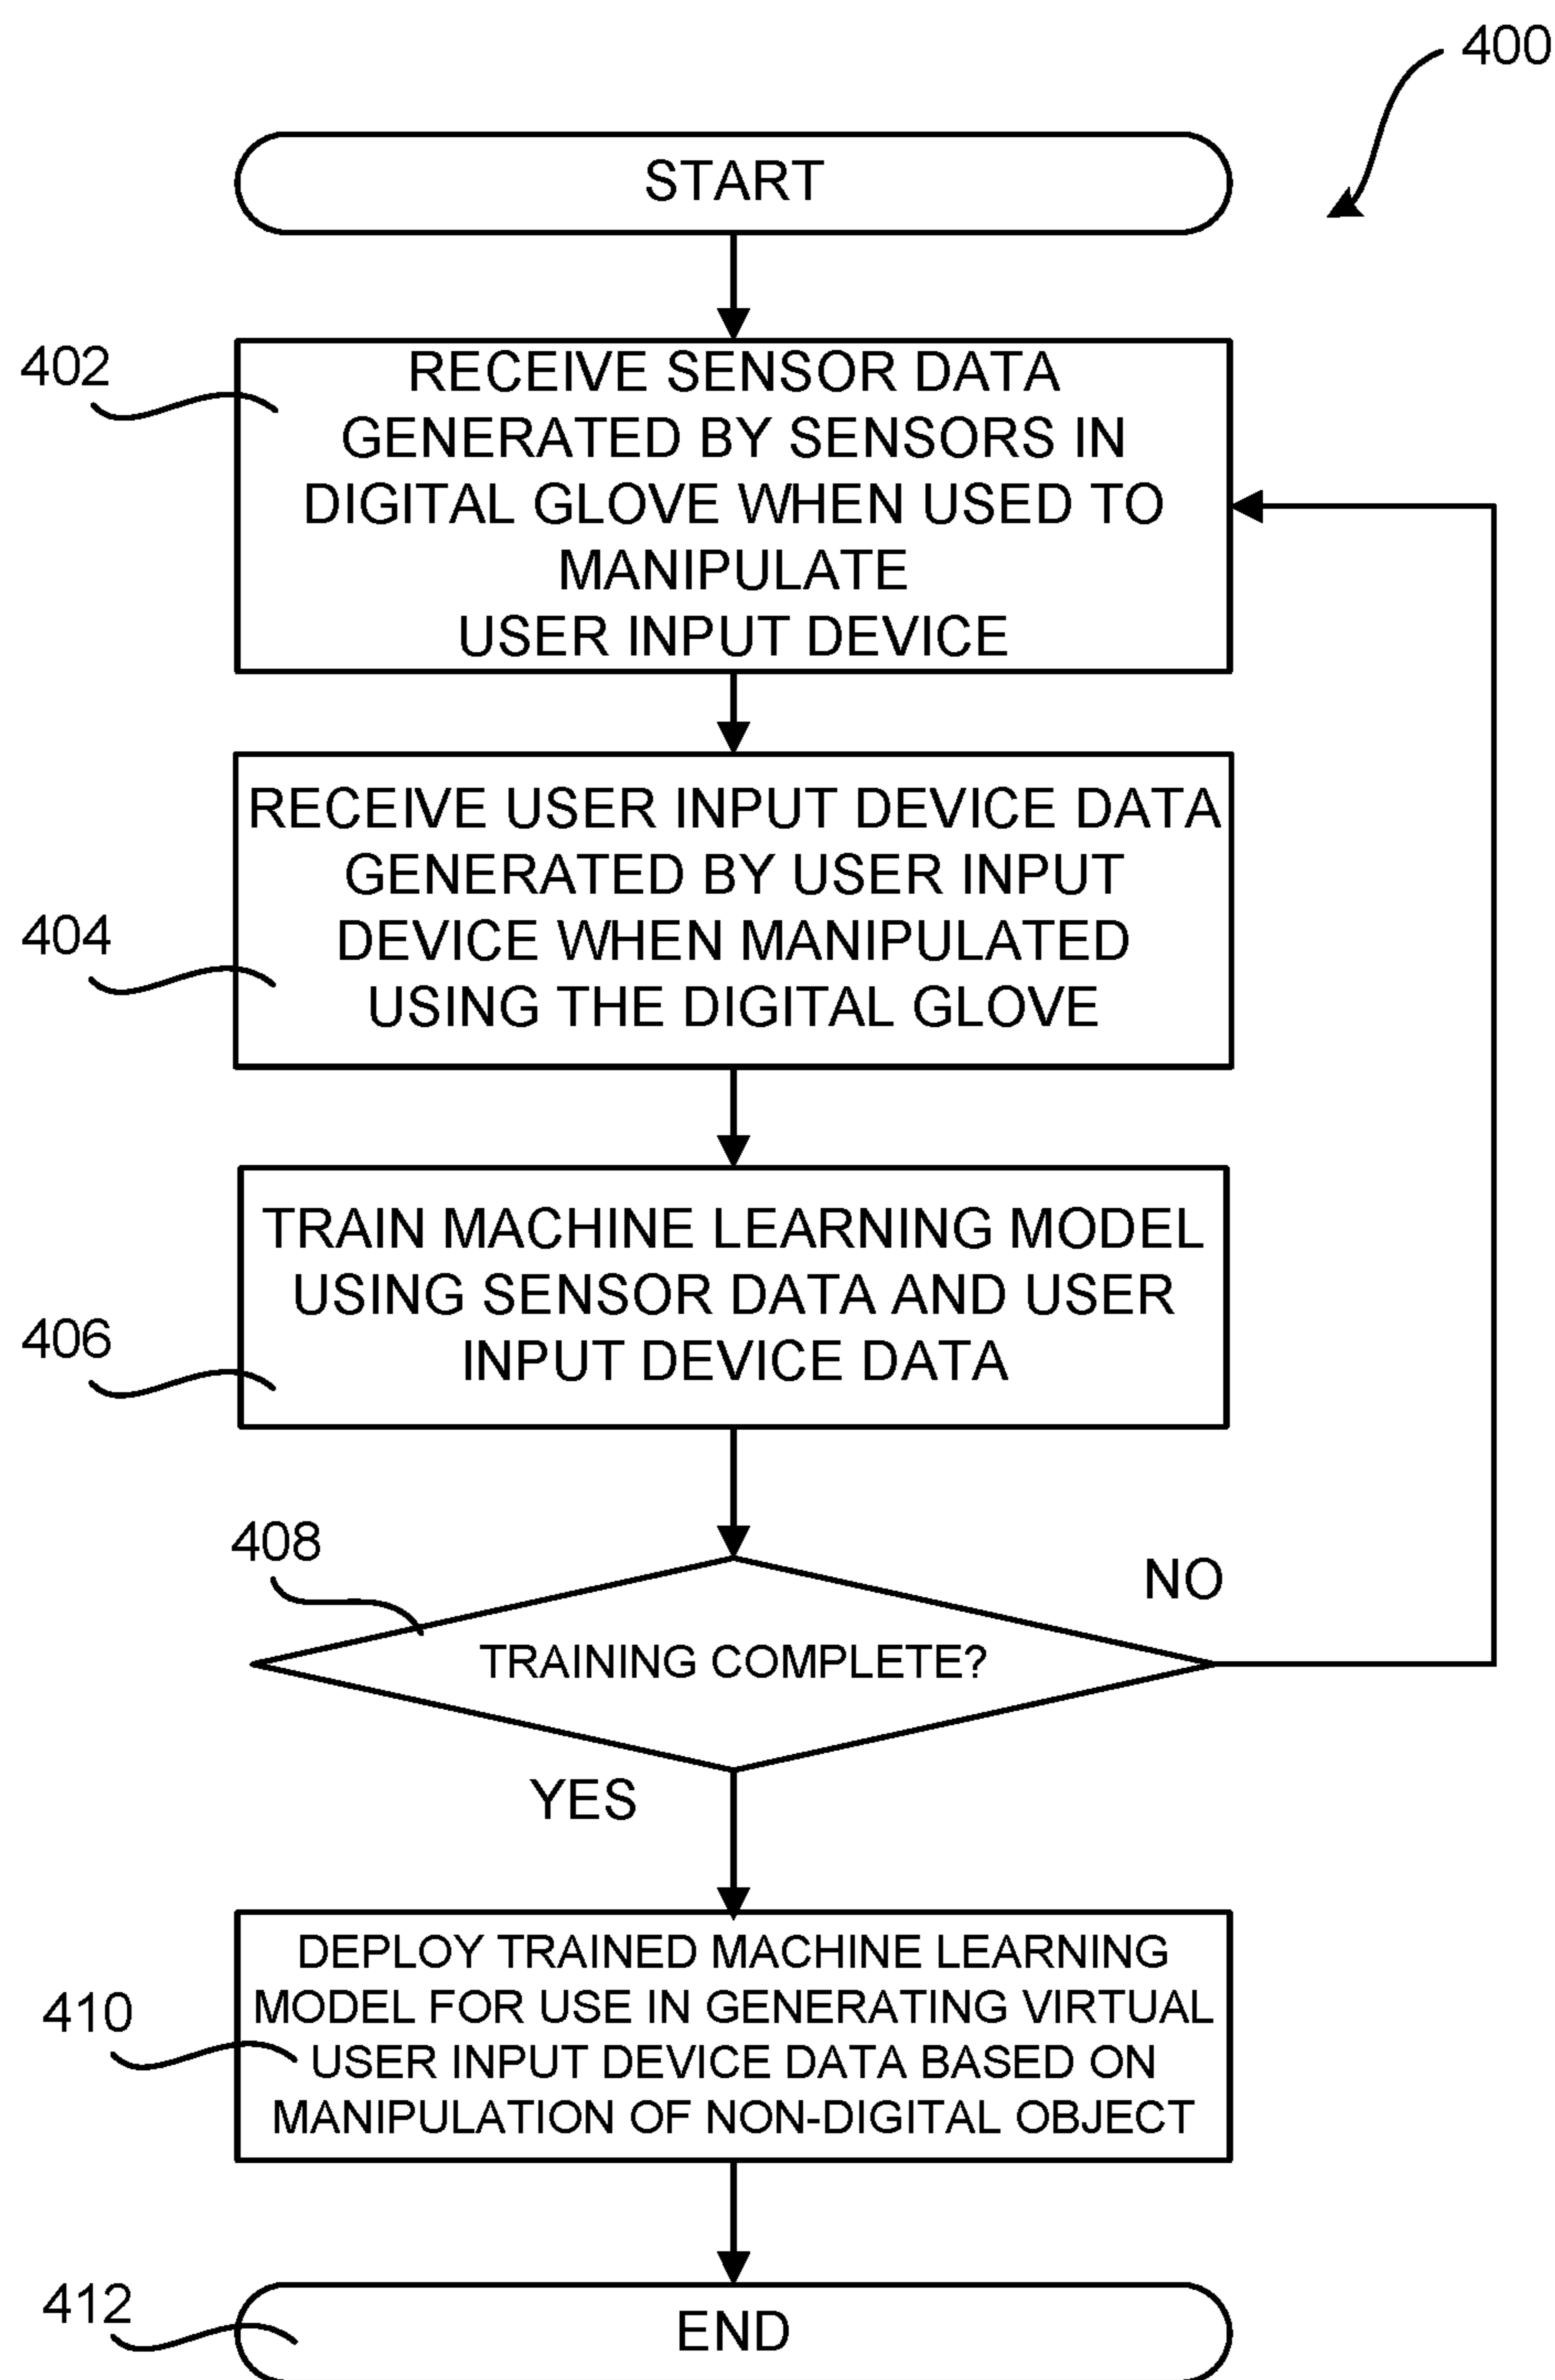 400
START
402
RECEIVE SENSOR DATA
GENERATED BY SENSORS IN
DIGITAL GLOVE WHEN USED TO
MANIPULATE
USER INPUT DEVICE
404
RECEIVE USER INPUT DEVICE DATA
GENERATED BY USER INPUT
DEVICE WHEN MANIPULATED
USING THE DIGITAL GLOVE
406
TRAIN MACHINE LEARNING MODEL
USING SENSOR DATA AND USER
INPUT DEVICE DATA
408
TRAINING COMPLETE?
NO
YES
410
DEPLOY TRAINED MACHINE LEARNING
MODEL FOR USE IN GENERATING VIRTUAL
USER INPUT DEVICE DATA BASED ON
MANIPULATION OF NON-DIGITAL OBJECT
412
END